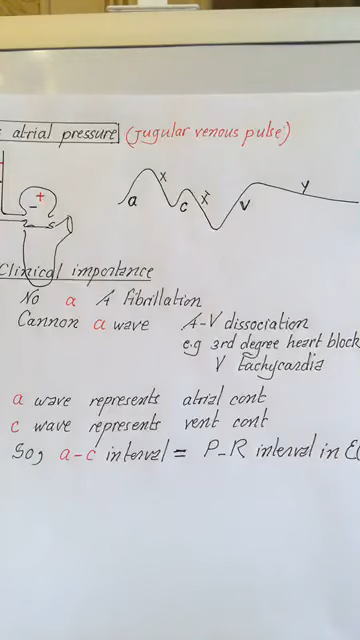 atrial pressure (Jugular venous pulse)
+
−
a x c x' v y
Clinical importance
No a A fibrillation
Cannon a wave A-V dissociation
e.g 3rd degree heart block
V tachycardia
a wave represents atrial cont
c wave represents vent cont
So, a-c interval = P-R interval in EC